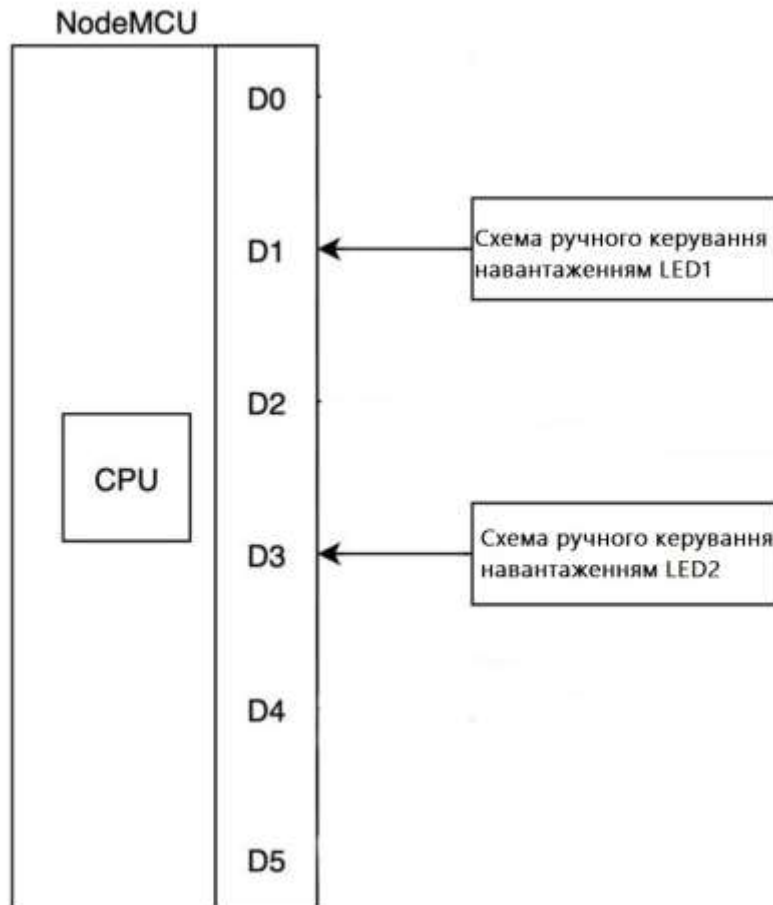 NodeMCU
D0
D1
Схема ручного керування
навантаженням LED1
D2
CPU
D3
Схема ручного керування
навантаженням LED2
D4
D5